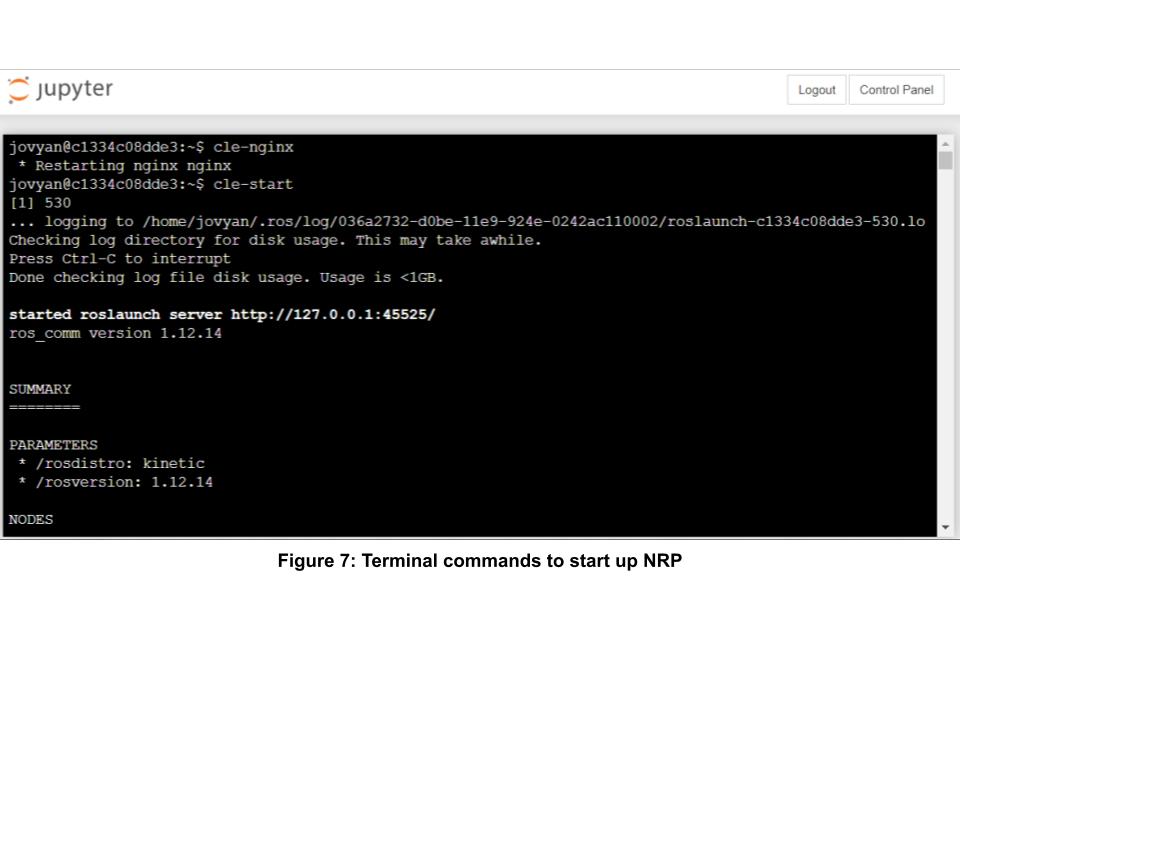 jupyter
Logout
Control Panel
jovyan@c1334c08dde3:~$ cle-nginx
 * Restarting nginx nginx
jovyan@c1334c08dde3:~$ cle-start
[1] 530
... logging to /home/jovyan/.ros/log/036a2732-d0be-11e9-924e-0242ac110002/roslaunch-c1334c08dde3-530.lo
Checking log directory for disk usage. This may take awhile.
Press Ctrl-C to interrupt
Done checking log file disk usage. Usage is <1GB.
started roslaunch server http://127.0.0.1:45525/
ros_comm version 1.12.14
SUMMARY
========
PARAMETERS
 * /rosdistro: kinetic
 * /rosversion: 1.12.14
NODES
Figure 7: Terminal commands to start up NRP